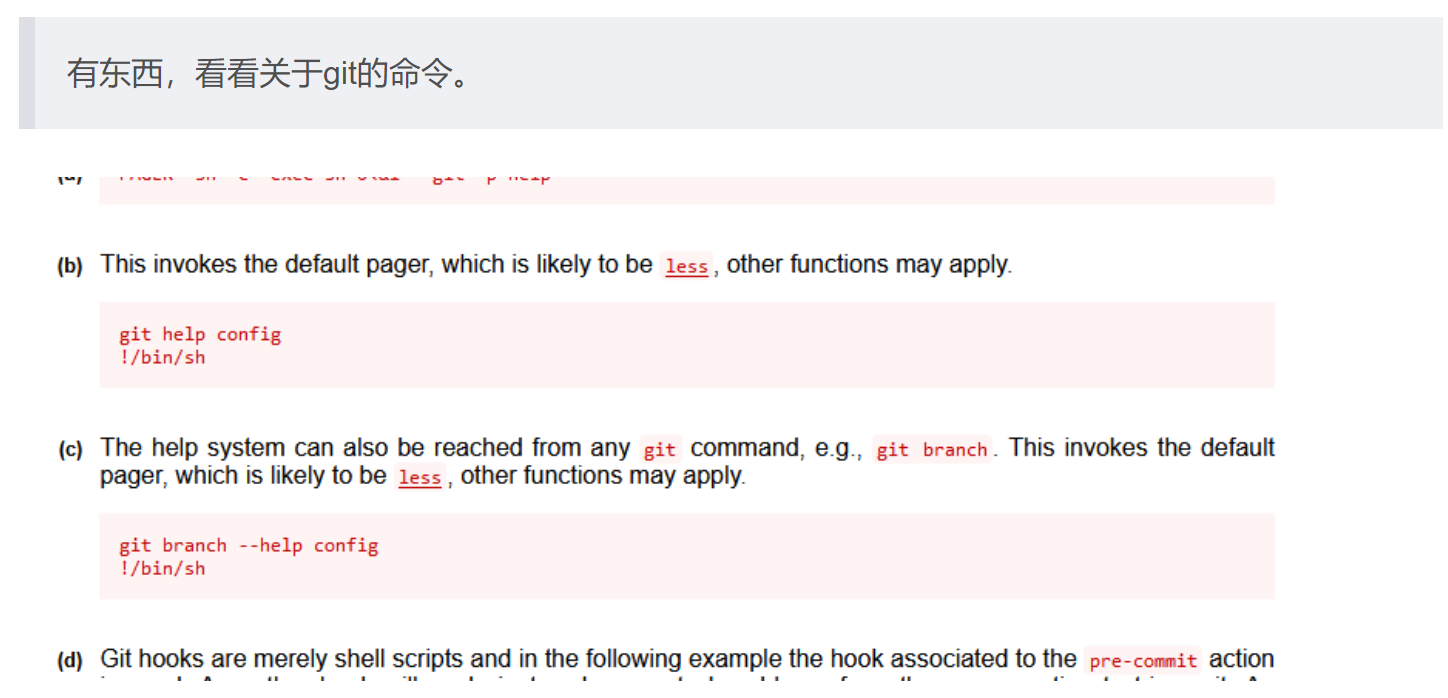 有东西，看看关于git的命令。
(b) This invokes the default pager, which is likely to be less, other functions may apply.
git help config
!/bin/sh
(c) The help system can also be reached from any git command, e.g., git branch. This invokes the default
pager, which is likely to be less, other functions may apply.
git branch --help config
!/bin/sh
(d) Git hooks are merely shell scripts and in the following example the hook associated to the pre-commit action